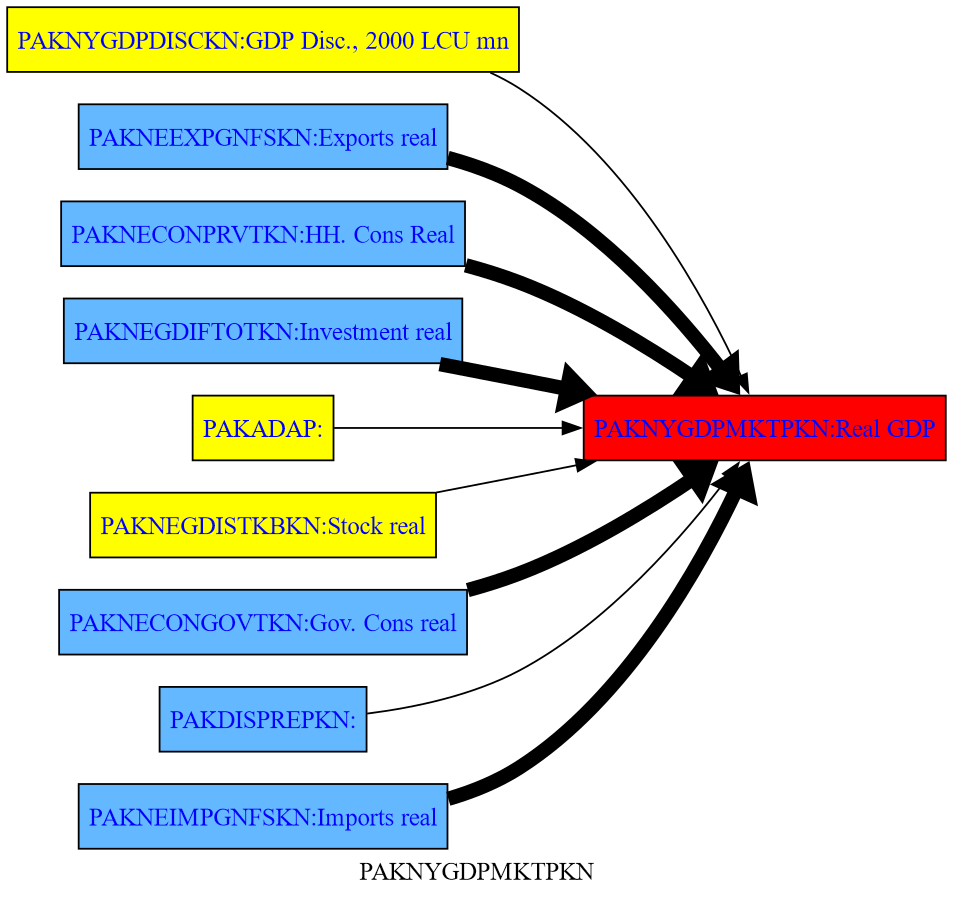 PAKNYGDPDISCKN:GDP Disc., 2000 LCU mn
PAKNEEXPGNFSKN:Exports real
PAKNECONPRVTKN:HH. Cons Real
PAKNEGDIFTOTKN:Investment real
PAKADAP:
PAKNYGDPMKTPKN:Real GDP
PAKNEGDISTKBKN:Stock real
PAKNECONGOVTKN:Gov. Cons real
PAKDISPREPKN:
PAKNEIMPGNFSKN:Imports real
PAKNYGDPMKTPKN